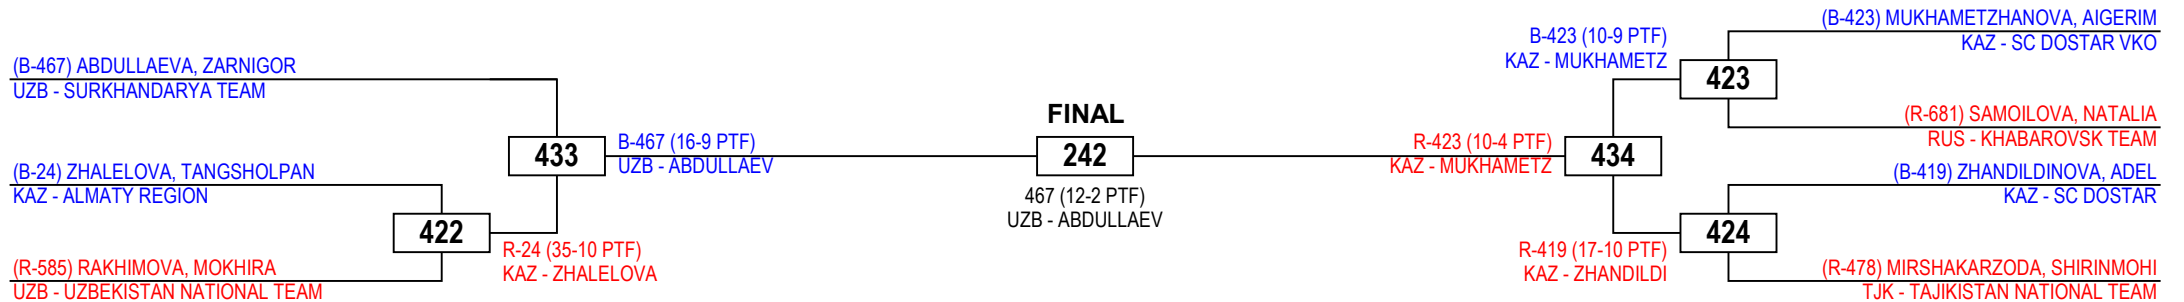 (B-467) ABDULLAEVA, ZARNIGOR
UZB - SURKHANDARYA TEAM
(B-24) ZHALELOVA, TANGSHOLPAN
KAZ - ALMATY REGION
(R-585) RAKHIMOVA, MOKHIRA
UZB - UZBEKISTAN NATIONAL TEAM
422
R-24 (35-10 PTF)
KAZ - ZHALELOVA
433
B-467 (16-9 PTF)
UZB - ABDULLAEV
FINAL
242
467 (12-2 PTF)
UZB - ABDULLAEV
R-423 (10-4 PTF)
KAZ - MUKHAMETZ
434
B-423 (10-9 PTF)
KAZ - MUKHAMETZ
R-419 (17-10 PTF)
KAZ - ZHANDILDI
423
424
(B-423) MUKHAMETZHANOVA, AIGERIM
KAZ - SC DOSTAR VKO
(R-681) SAMOILOVA, NATALIA
RUS - KHABAROVSK TEAM
(B-419) ZHANDILDINOVA, ADEL
KAZ - SC DOSTAR
(R-478) MIRSHAKARZODA, SHIRINMOHI
TJK - TAJIKISTAN NATIONAL TEAM